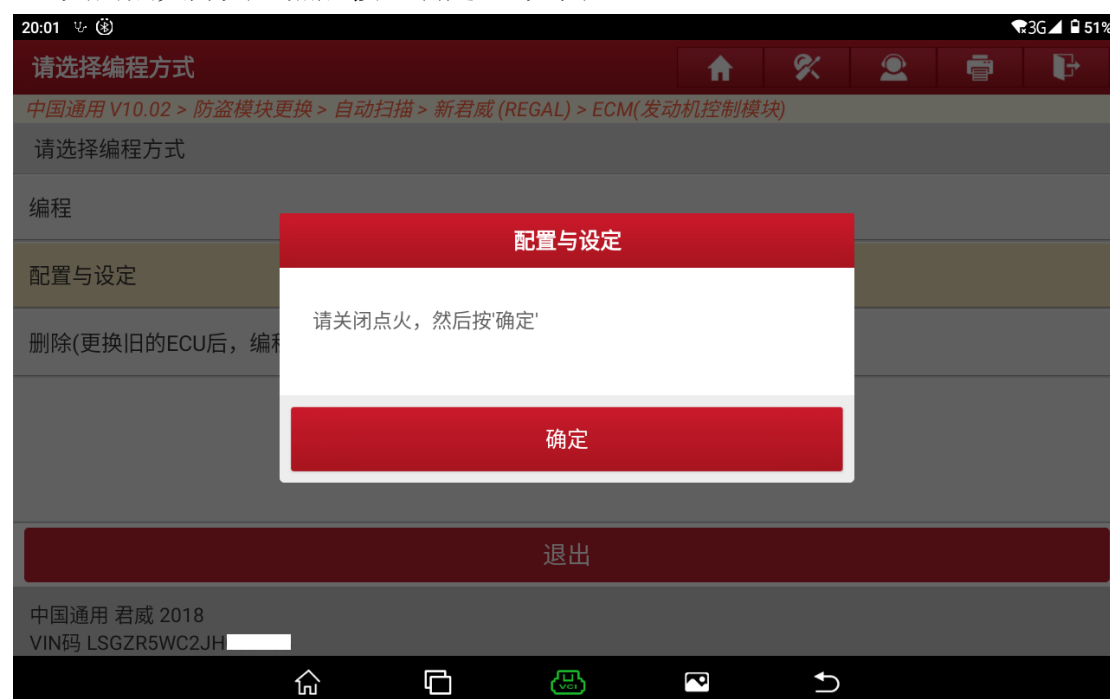 20:01
3G 51%
请选择编程方式
中国通用 V10.02 > 防盗模块更换 > 自动扫描 > 新君威 (REGAL) > ECM(发动机控制模块)
请选择编程方式
编程
配置与设定
配置与设定
请关闭点火，然后按'确定'
删除(更换旧的ECU后，编
确定
退出
中国通用 君威 2018
VIN码 LSGZR5WC2JH
VCI